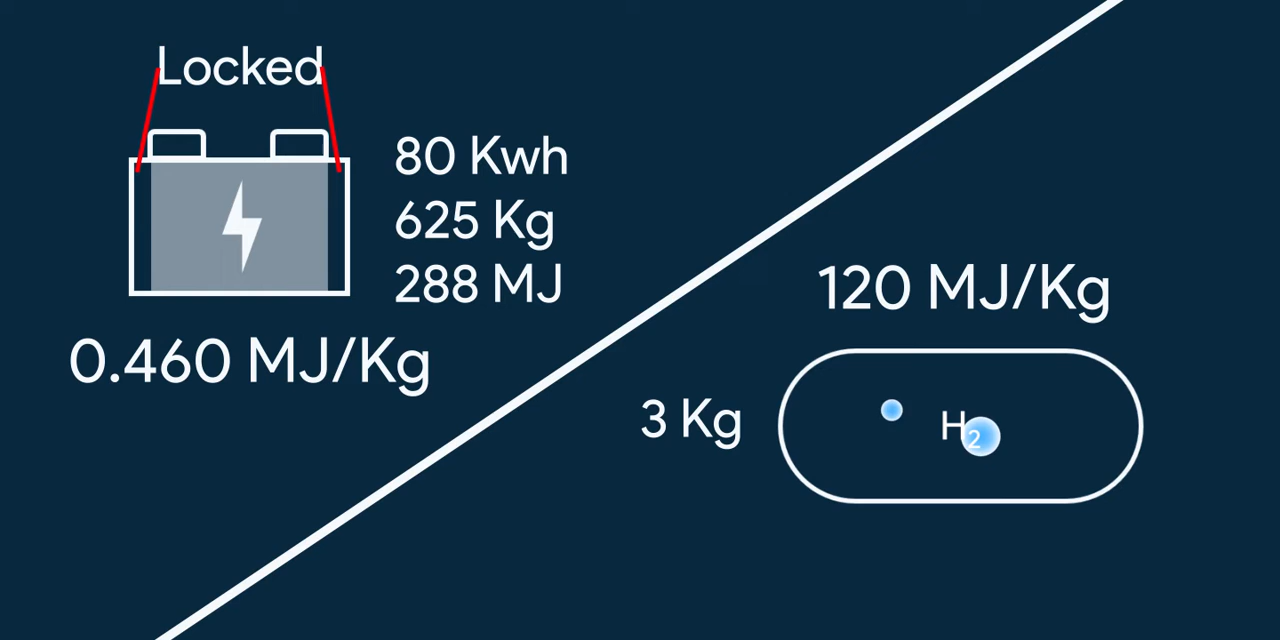 Locked
80 Kwh
625 Kg
288 MJ
0.460 MJ/Kg
120 MJ/Kg
3 Kg
H2